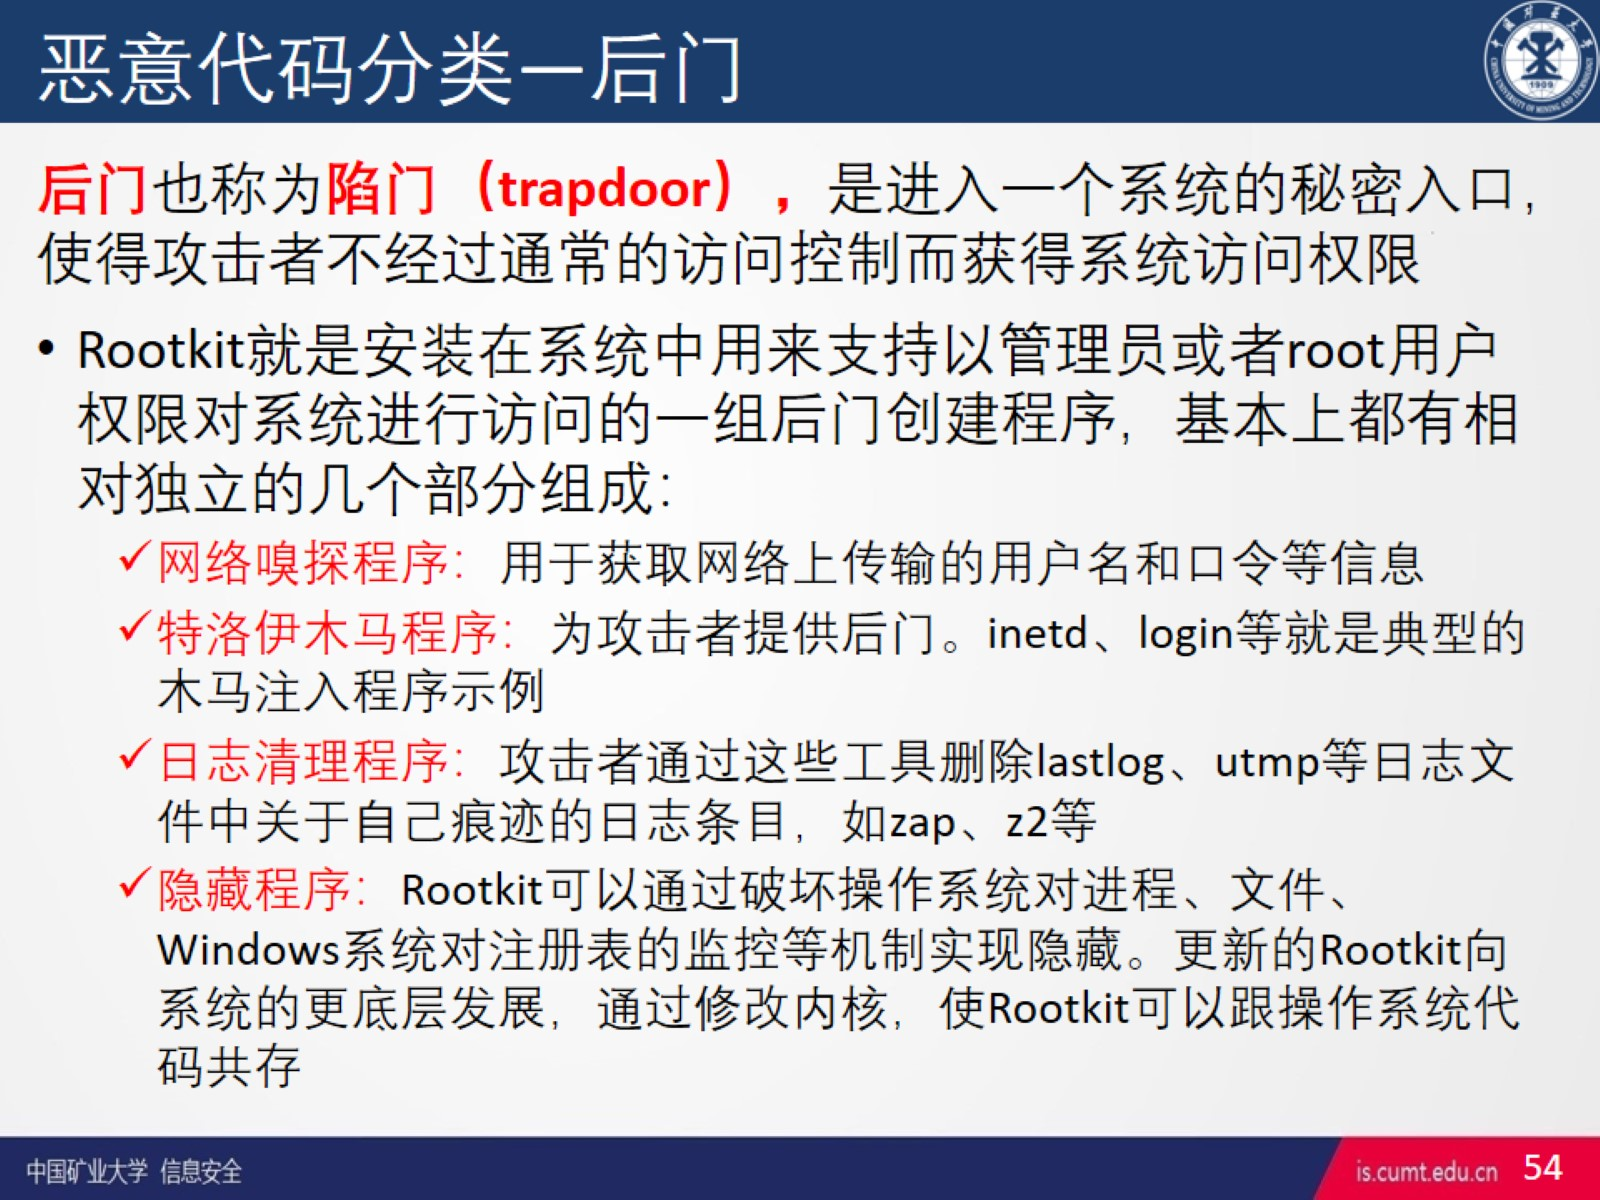 恶意代码分类—后门
中国矿业大学
CHINA UNIVERSITY OF MINING AND TECHNOLOGY
1909
后门也称为陷门（trapdoor），是进入一个系统的秘密入口，
使得攻击者不经过通常的访问控制而获得系统访问权限
• Rootkit就是安装在系统中用来支持以管理员或者root用户
权限对系统进行访问的一组后门创建程序，基本上都有相
对独立的几个部分组成：
✓网络嗅探程序：用于获取网络上传输的用户名和口令等信息
✓特洛伊木马程序：为攻击者提供后门。inetd、login等就是典型的
木马注入程序示例
✓日志清理程序：攻击者通过这些工具删除lastlog、utmp等日志文
件中关于自己痕迹的日志条目，如zap、z2等
✓隐藏程序：Rootkit可以通过破坏操作系统对进程、文件、
Windows系统对注册表的监控等机制实现隐藏。更新的Rootkit向
系统的更底层发展，通过修改内核，使Rootkit可以跟操作系统代
码共存
中国矿业大学 信息安全
is.cumt.edu.cn 54